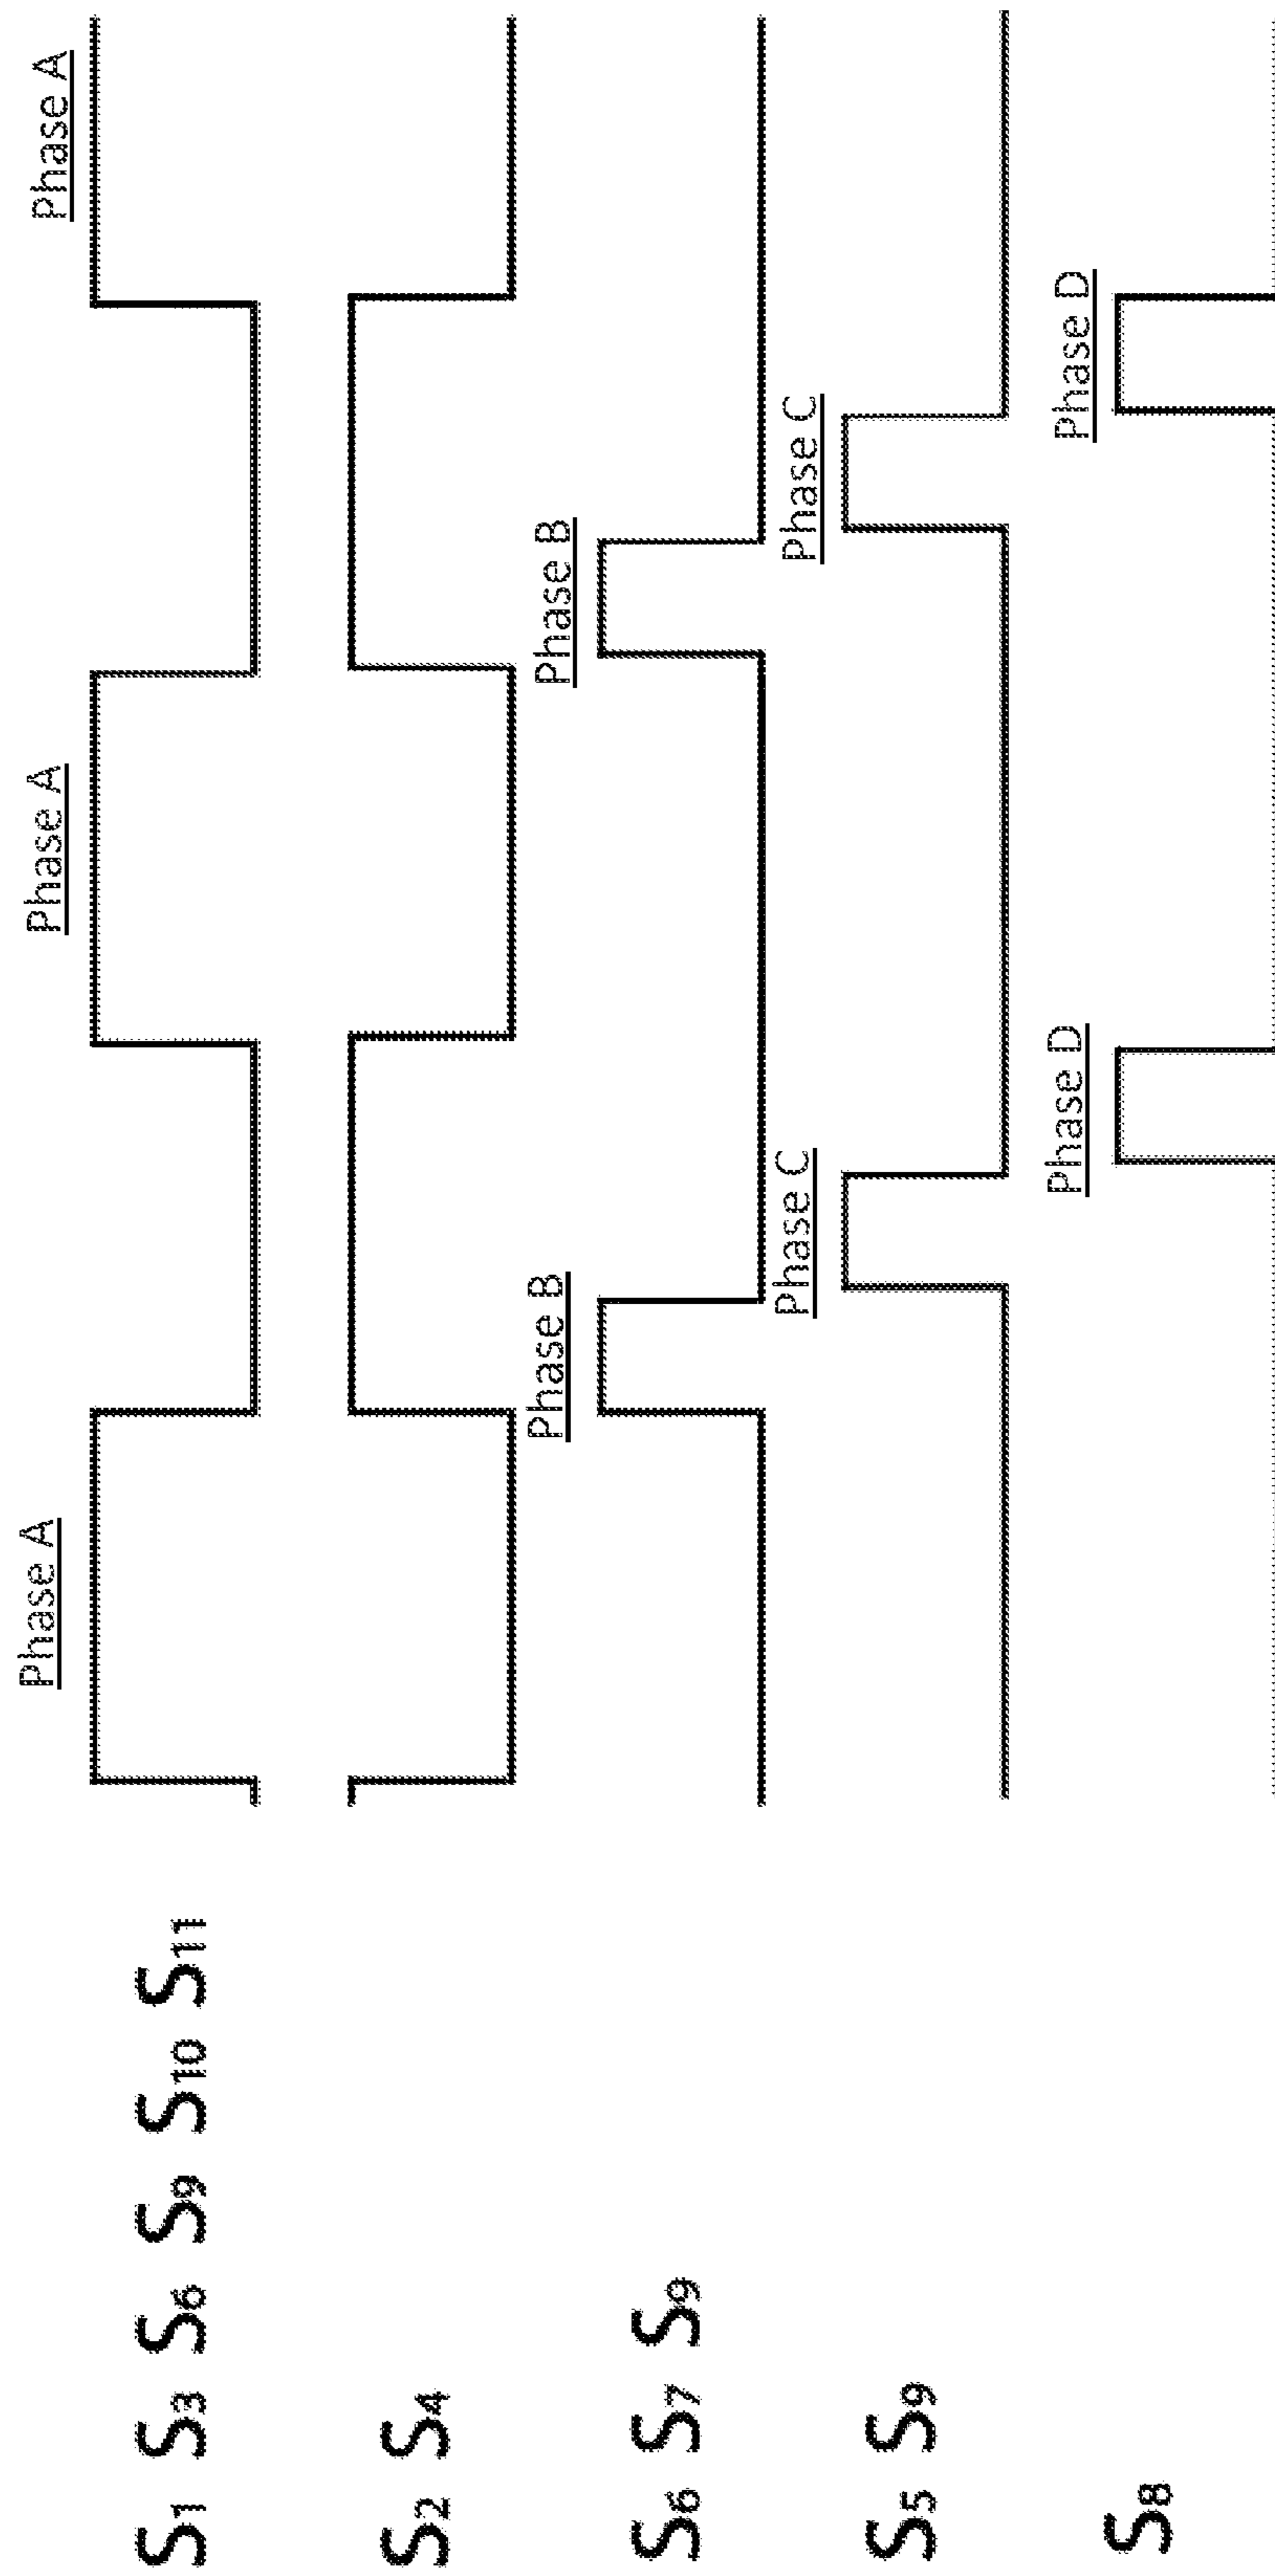 Phase A Phase A Phase A
S1 S3 S6 S9 S10 S11
S2 S4
Phase B Phase B
S6 S7 S9
Phase C Phase C
S5 S9
Phase D Phase D
S8